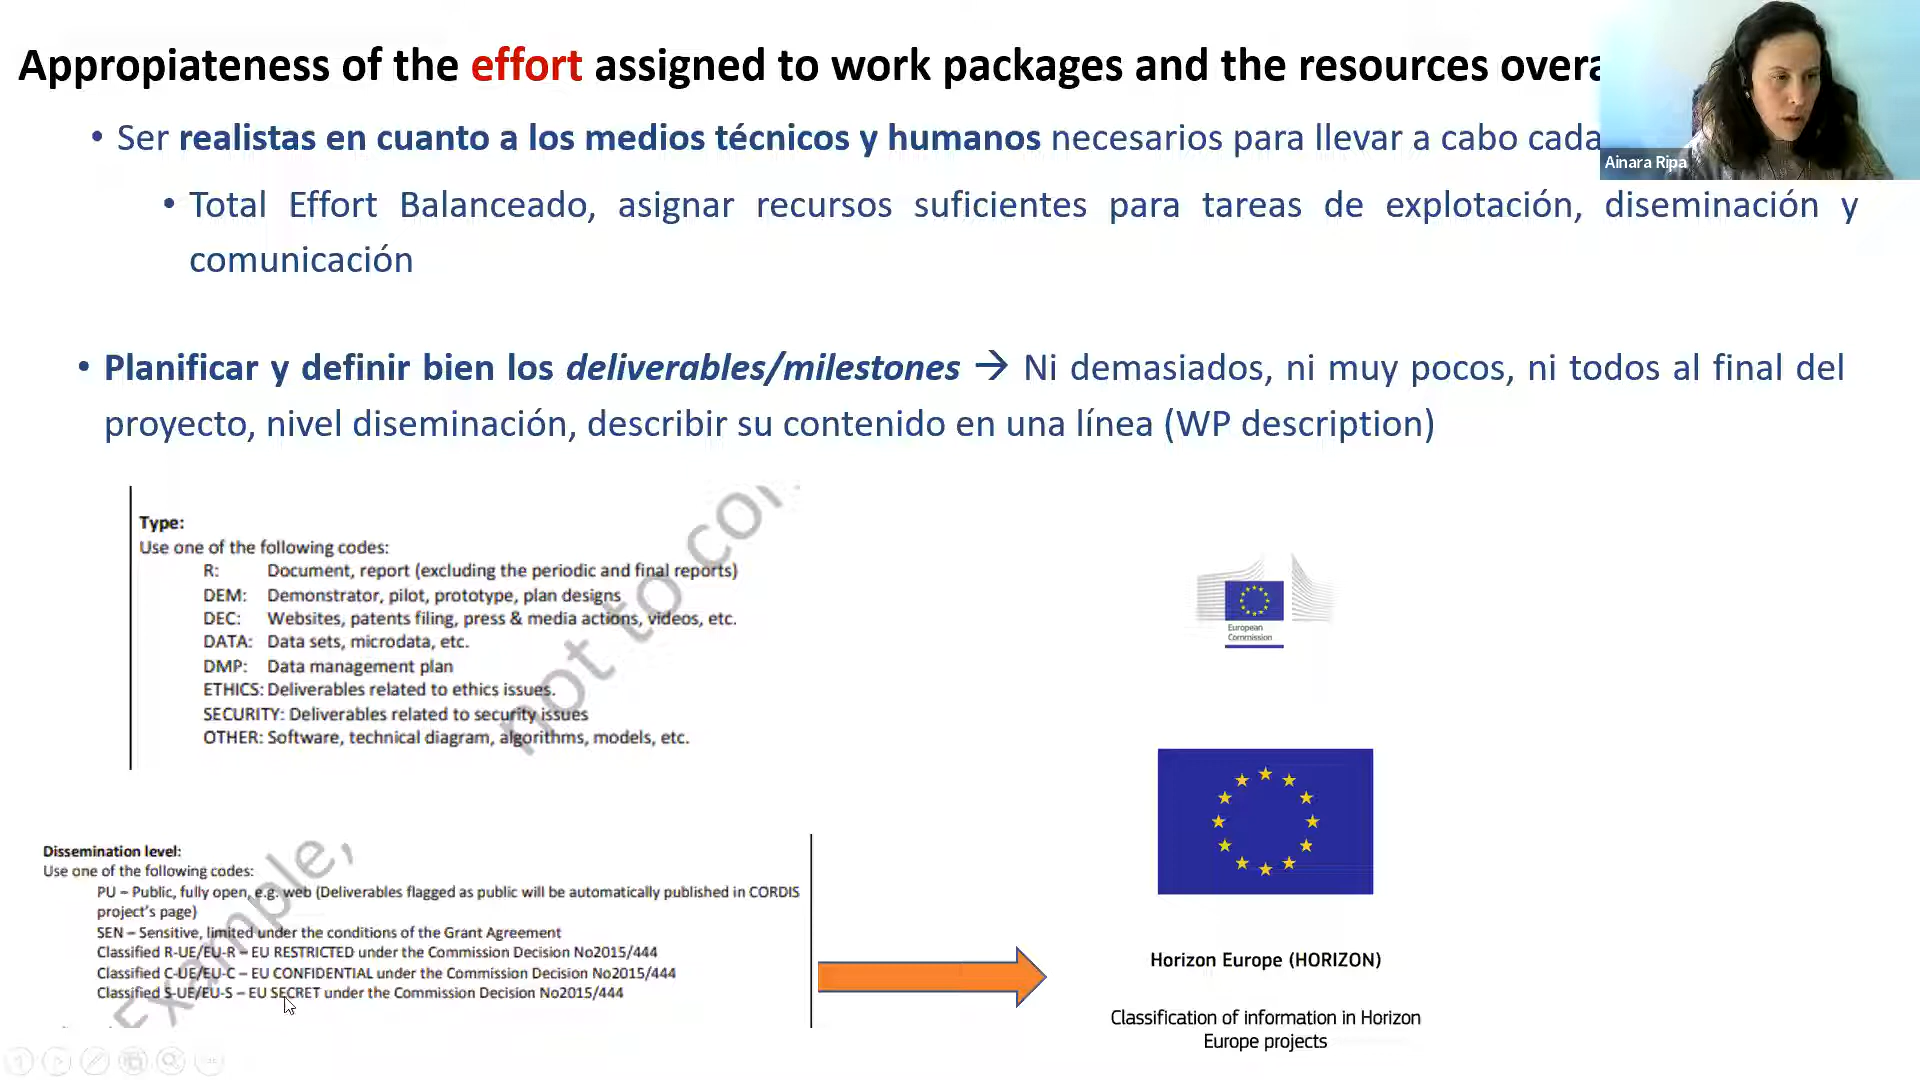 Appropiateness of the effort assigned to work packages and the resources overa
• Ser realistas en cuanto a los medios técnicos y humanos necesarios para llevar a cabo cada
Ainara Ripa
• Total Effort Balanceado, asignar recursos suficientes para tareas de explotación, diseminación y
comunicación
• Planificar y definir bien los deliverables/milestones → Ni demasiados, ni muy pocos, ni todos al final del
proyecto, nivel diseminación, describir su contenido en una línea (WP description)
Type:
Use one of the following codes:
R: Document, report (excluding the periodic and final reports)
DEM: Demonstrator, pilot, prototype, plan designs
DEC: Websites, patents filing, press & media actions, videos, etc.
DATA: Data sets, microdata, etc.
DMP: Data management plan
ETHICS: Deliverables related to ethics issues.
SECURITY: Deliverables related to security issues
OTHER: Software, technical diagram, algorithms, models, etc.
not to cor
European
Commission
Dissemination level:
Use one of the following codes:
PU – Public, fully open, e.g. web (Deliverables flagged as public will be automatically published in CORDIS
project's page)
SEN – Sensitive, limited under the conditions of the Grant Agreement
Classified R-UE/EU-R – EU RESTRICTED under the Commission Decision No2015/444
Classified C-UE/EU-C – EU CONFIDENTIAL under the Commission Decision No2015/444
Classified S-UE/EU-S – EU SECRET under the Commission Decision No2015/444
Example,
Horizon Europe (HORIZON)
Classification of information in Horizon
Europe projects